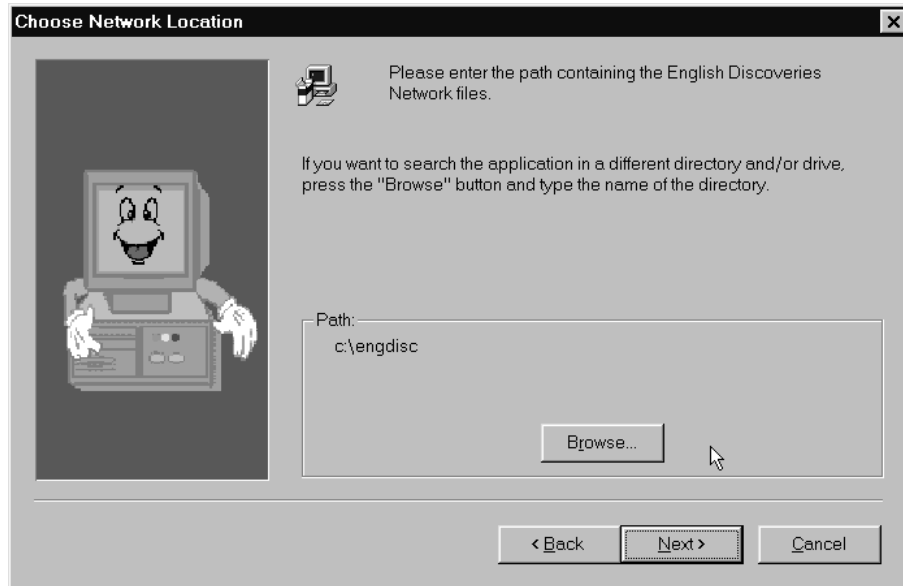 Choose Network Location
Please enter the path containing the English Discoveries
Network files.
If you want to search the application in a different directory and/or drive,
press the "Browse" button and type the name of the directory.
Path:
c:\engdisc
Browse...
< Back
Next >
Cancel